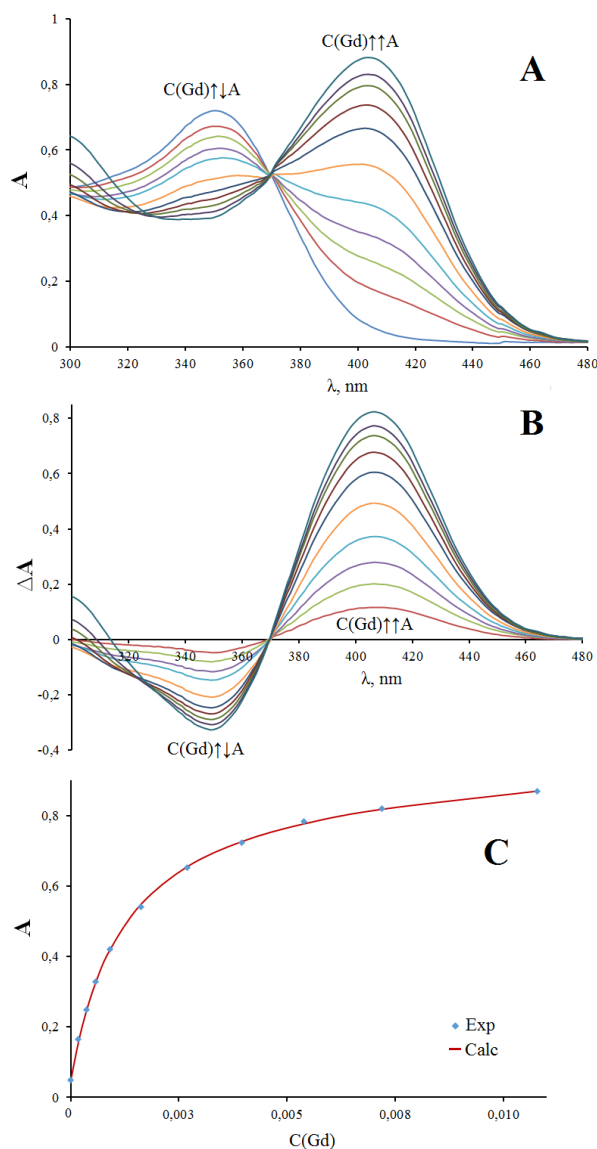 1
C(Gd)↑↑A
A
C(Gd)↑↓A
0,8
0,6
A
0,4
0,2
0
300 320 340 360 380 400 420 440 460 480
λ, nm
0,8
B
0,6
0,4
ΔA
0,2
C(Gd)↑↑A
0
300 320 340 360 380 400 420 440 460 480
λ, nm
-0,2
C(Gd)↑↓A
-0,4
1
C
0,8
0,6
A
0,4
0,2
Exp
Calc
0
0 0,003 0,005 0,008 0,010
C(Gd)